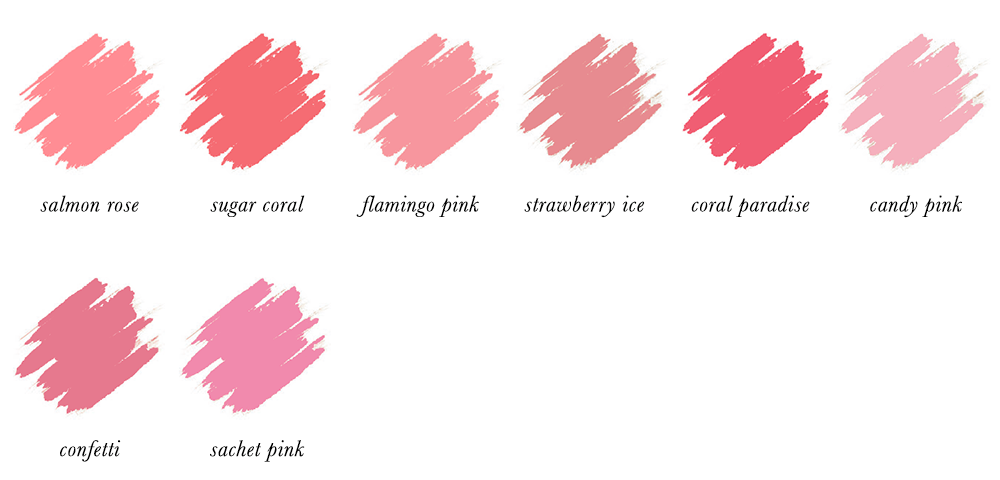 salmon rose
sugar coral
flamingo pink
strawberry ice
coral paradise
candy pink
confetti
sachet pink